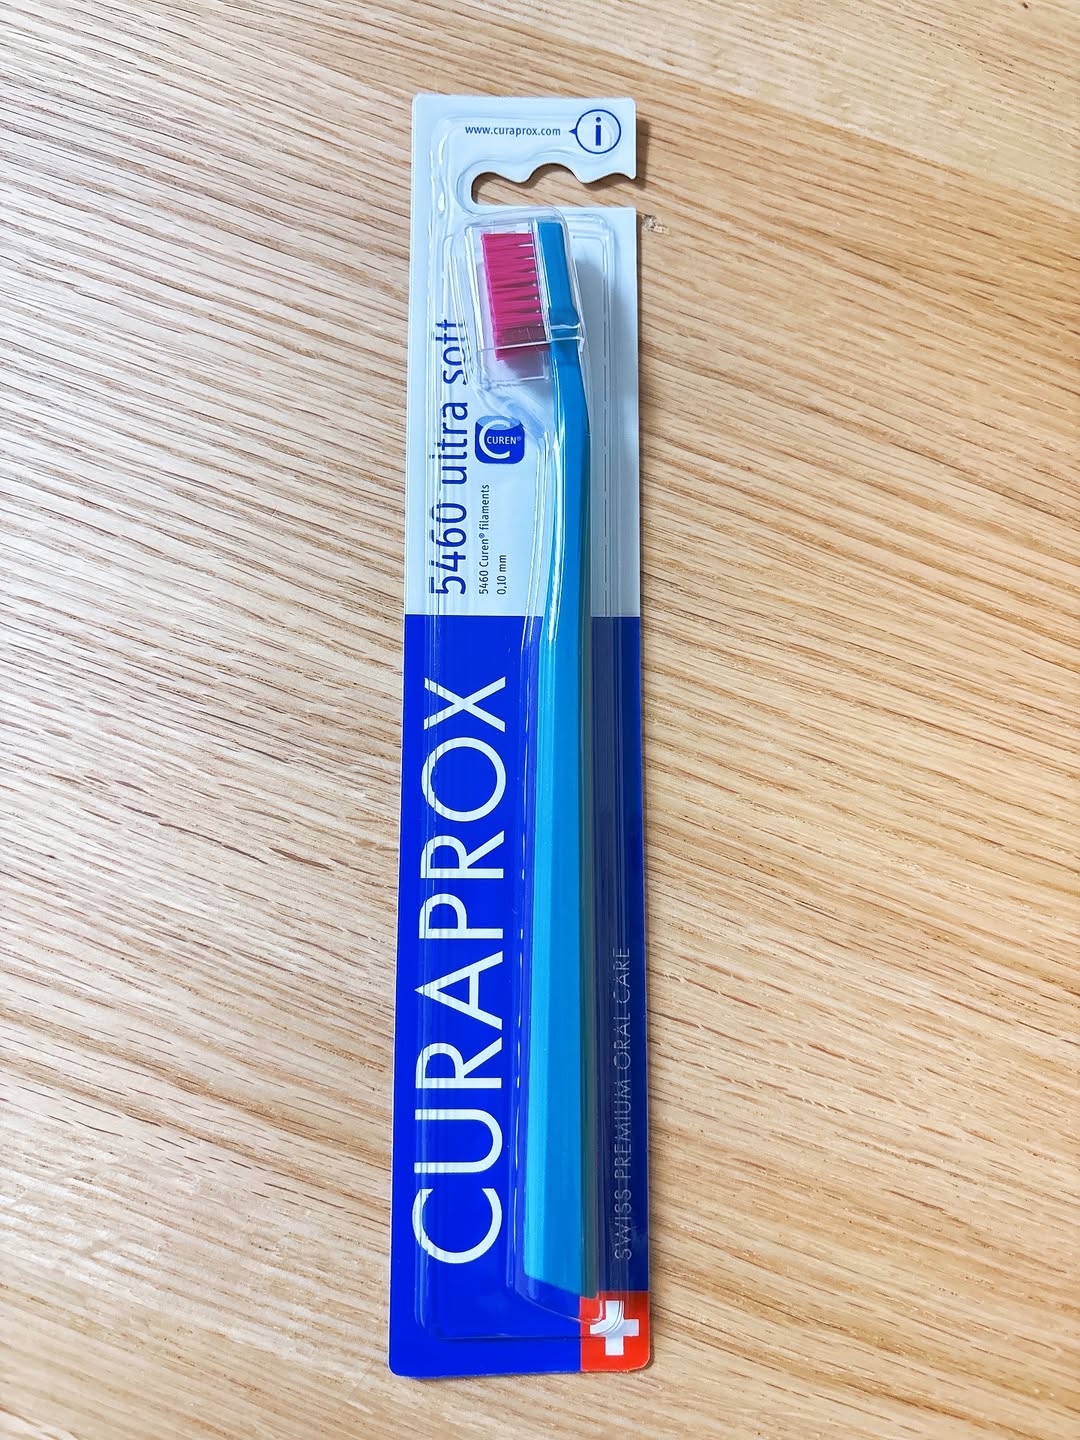 www.curaprox.com
i
5460 ultra soft
CUREN®
5460 Curen® filaments
0,10 mm
CURAPROX
SWISS PREMIUM ORAL CARE